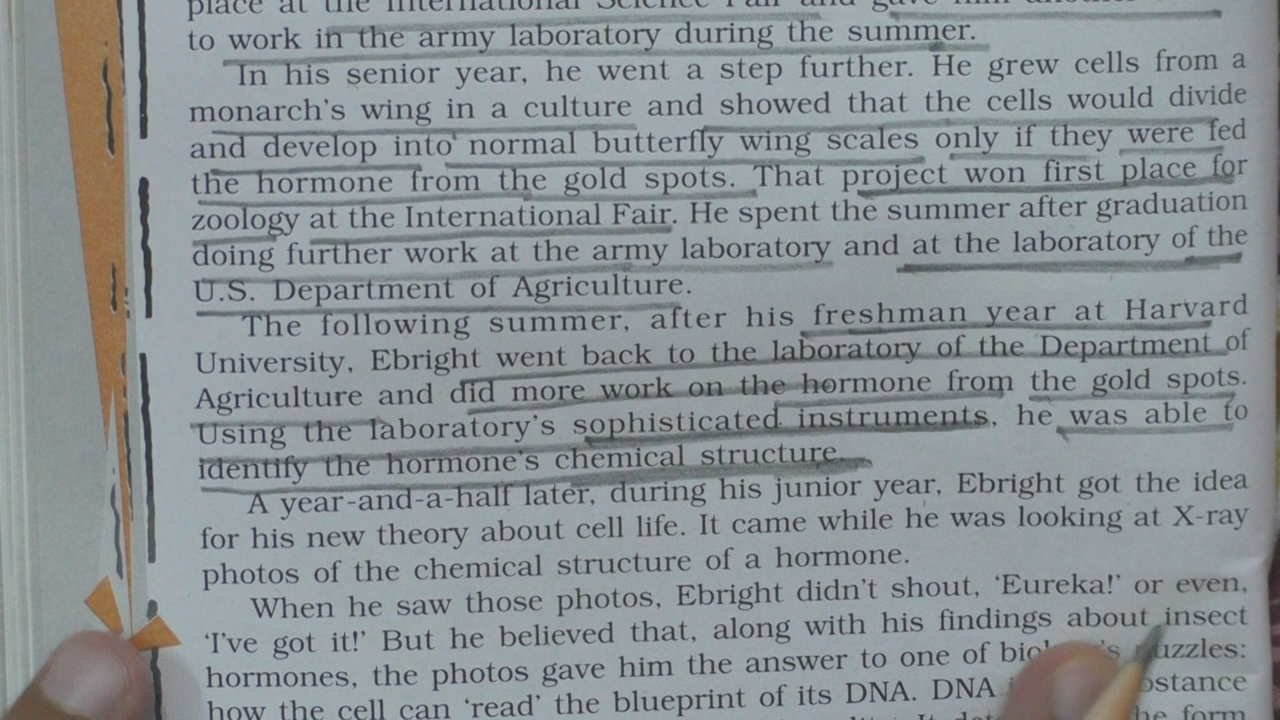 place at the International Science Fair and gave him
to work in the army laboratory during the summer.
In his senior year, he went a step further. He grew cells from a
monarch's wing in a culture and showed that the cells would divide
and develop into normal butterfly wing scales only if they were fed
the hormone from the gold spots. That project won first place for
zoology at the International Fair. He spent the summer after graduation
doing further work at the army laboratory and at the laboratory of the
U.S. Department of Agriculture.
The following summer, after his freshman year at Harvard
University, Ebright went back to the laboratory of the Department of
Agriculture and did more work on the hormone from the gold spots.
Using the laboratory's sophisticated instruments, he was able to
identify the hormone's chemical structure.
A year-and-a-half later, during his junior year, Ebright got the idea
for his new theory about cell life. It came while he was looking at X-ray
photos of the chemical structure of a hormone.
When he saw those photos, Ebright didn't shout, 'Eureka!' or even,
'I've got it!' But he believed that, along with his findings about insect
hormones, the photos gave him the answer to one of
how the cell can 'read' the blueprint of its DNA. DNA